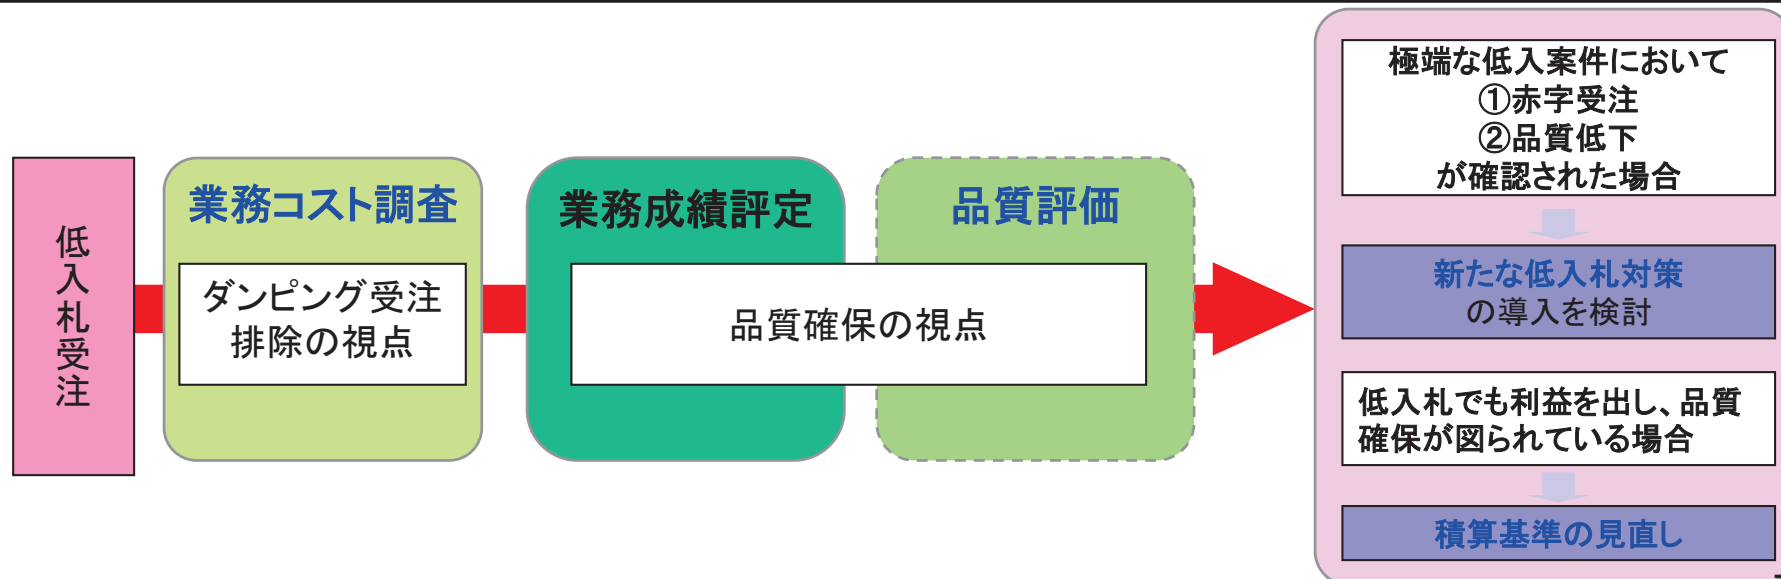 低入札受注
業務コスト調査
ダンピング受注
排除の視点
業務成績評定
品質評価
品質確保の視点
極端な低入案件において
①赤字受注
②品質低下
が確認された場合
新たな低入札対策
の導入を検討
低入札でも利益を出し、品質
確保が図られている場合
積算基準の見直し